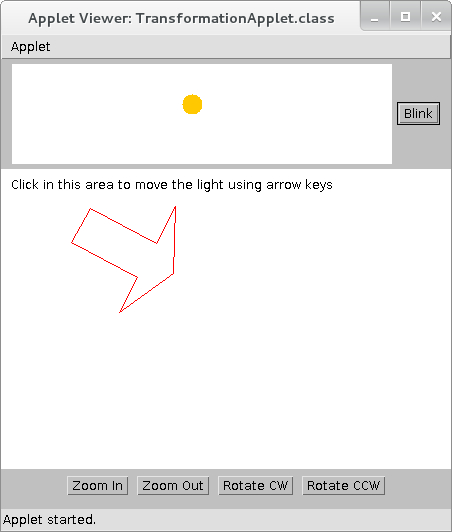 Applet Viewer: TransformationApplet.class
Applet
Blink
Click in this area to move the light using arrow keys
Zoom In Zoom Out Rotate CW Rotate CCW
Applet started.